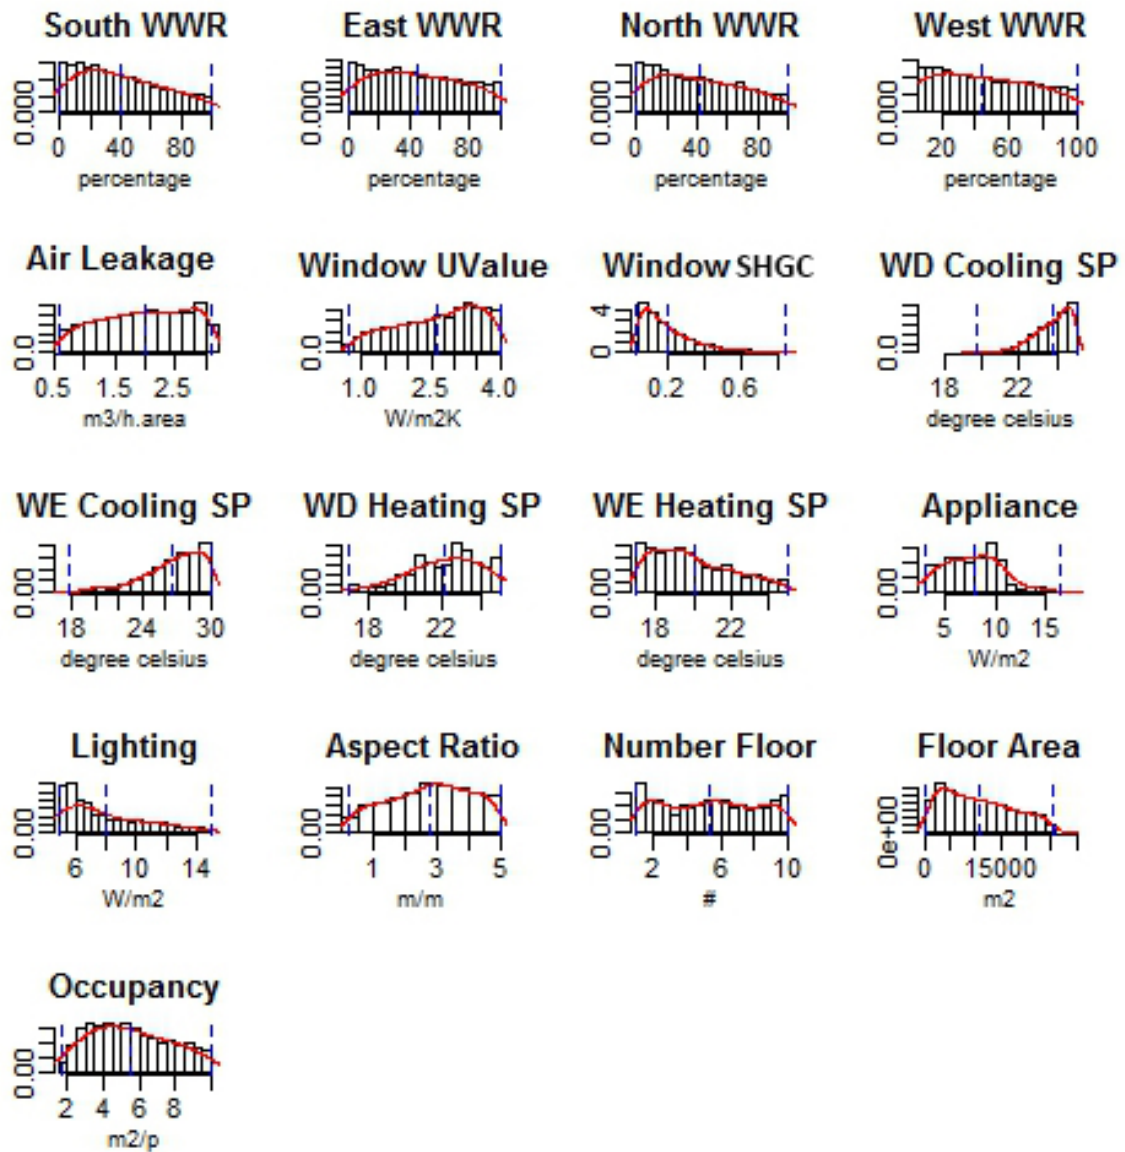 South WWR East WWR North WWR West WWR
0.000 0.000 0.000 0.000
0 40 80 0 40 80 0 40 80 20 60 100
percentage percentage percentage percentage
Air Leakage Window UValue Window SHGC WD Cooling SP
0.0 0.0 0 4 0.0
0.5 1.5 2.5 1.0 2.5 4.0 0.2 0.6 18 22
m3/h.area W/m2K degree celsius
WE Cooling SP WD Heating SP WE Heating SP Appliance
0.00 0.00 0.00 0.00
18 24 30 18 22 18 22 5 10 15
degree celsius degree celsius degree celsius W/m2
Lighting Aspect Ratio Number Floor Floor Area
0.00 0.00 0.00 0e+00
6 10 14 1 3 5 2 6 10 0 15000
W/m2 m/m # m2
Occupancy
0.00
2 4 6 8
m2/p